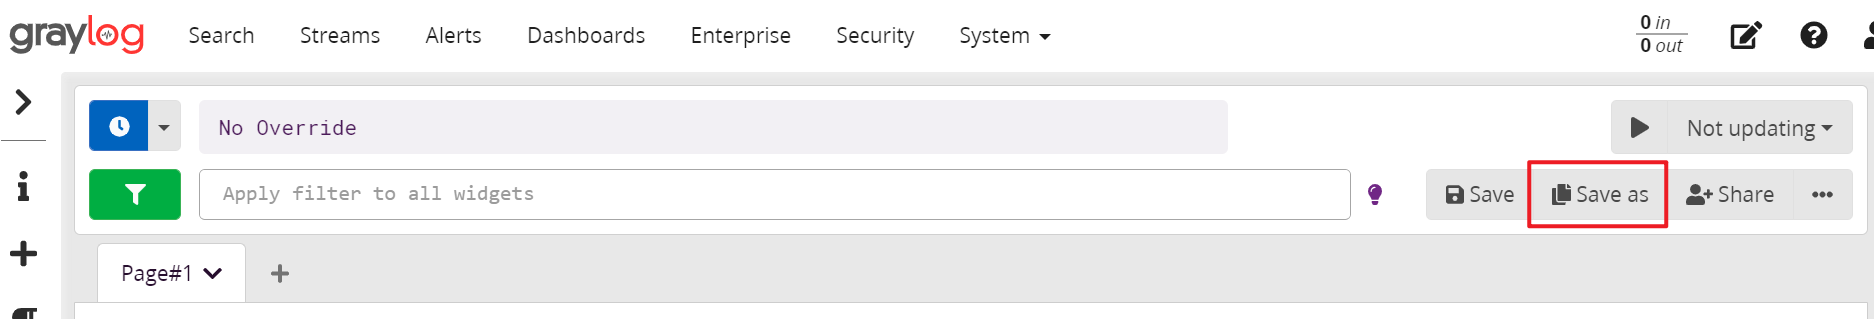 graylog Search Streams Alerts Dashboards Enterprise Security System 0 in
0 out
No Override Not updating
Apply filter to all widgets Save Save as Share
Page#1